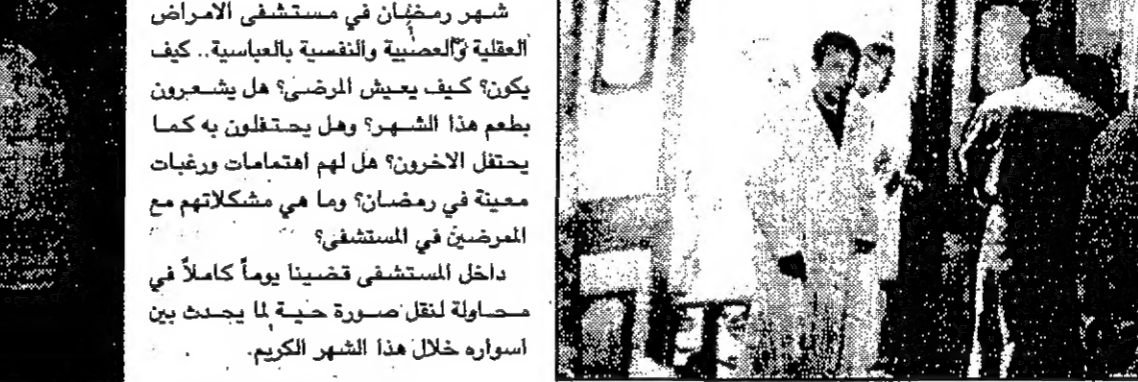 شهر رمضان في مستشفى الامراض
العقلية والعصبية والنفسية بالعباسية.. كيف
يكون؟ كيف يعيش المرضى؟ هل يشعرون
بطعم هذا الشهر؟ وهل يحتفلون به كما
يحتفل الاخرون؟ هل لهم اهتمامات ورغبات
معينة في رمضان؟ وما هي مشكلاتهم مع
الممرضين في المستشفى؟
داخل المستشفى قضينا يوماً كاملاً في
محاولة لنقل صورة حية لما يحدث بين
اسواره خلال هذا الشهر الكريم.